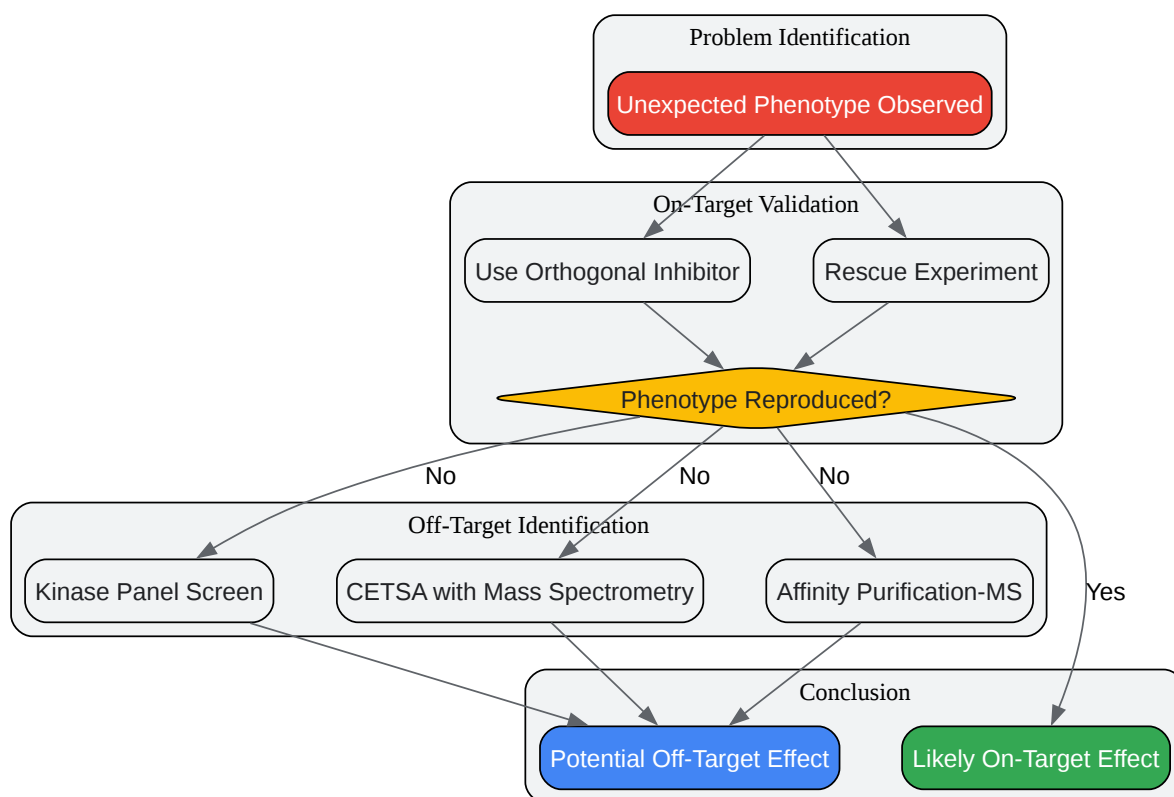 Problem Identification
Unexpected Phenotype Observed
On-Target Validation
Use Orthogonal Inhibitor
Rescue Experiment
Phenotype Reproduced?
No
No
No
Yes
Off-Target Identification
Kinase Panel Screen
CETSA with Mass Spectrometry
Affinity Purification-MS
Conclusion
Potential Off-Target Effect
Likely On-Target Effect